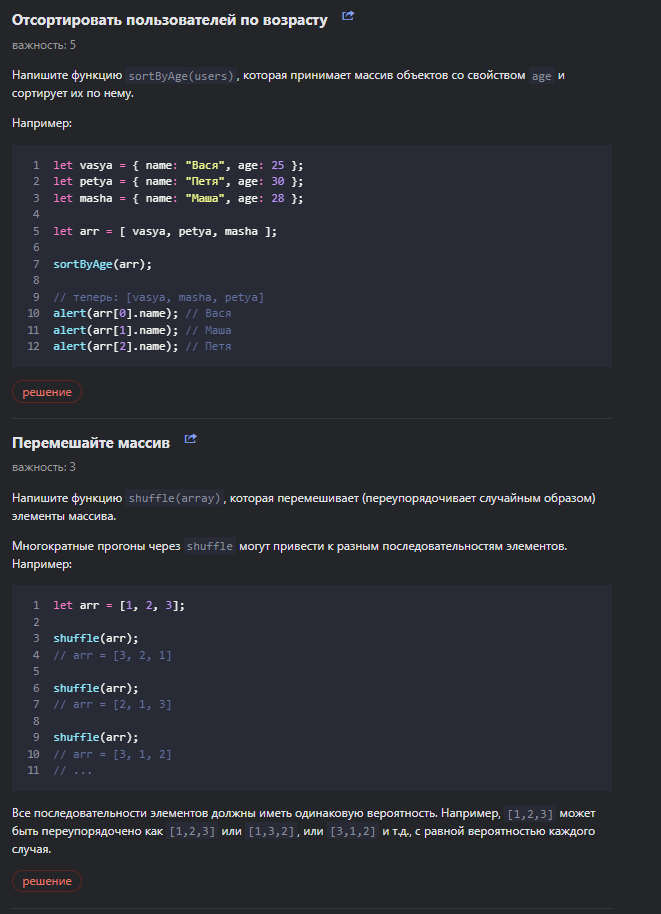 Отсортировать пользователей по возрасту
важность: 5
Напишите функцию sortByAge(users), которая принимает массив объектов со свойством age и
сортирует их по нему.
Например:
1 let vasya = { name: "Вася", age: 25 };
2 let petya = { name: "Петя", age: 30 };
3 let masha = { name: "Маша", age: 28 };
4
5 let arr = [ vasya, petya, masha ];
6
7 sortByAge(arr);
8
9 // теперь: [vasya, masha, petya]
10 alert(arr[0].name); // Вася
11 alert(arr[1].name); // Маша
12 alert(arr[2].name); // Петя
решение
Перемешайте массив
важность: 3
Напишите функцию shuffle(array), которая перемешивает (переупорядочивает случайным образом)
элементы массива.
Многократные прогоны через shuffle могут привести к разным последовательностям элементов.
Например:
1 let arr = [1, 2, 3];
2
3 shuffle(arr);
4 // arr = [3, 2, 1]
5
6 shuffle(arr);
7 // arr = [2, 1, 3]
8
9 shuffle(arr);
10 // arr = [3, 1, 2]
11 // ...
Все последовательности элементов должны иметь одинаковую вероятность. Например, [1,2,3] может
быть переупорядочено как [1,2,3] или [1,3,2], или [3,1,2] и т.д., с равной вероятностью каждого
случая.
решение